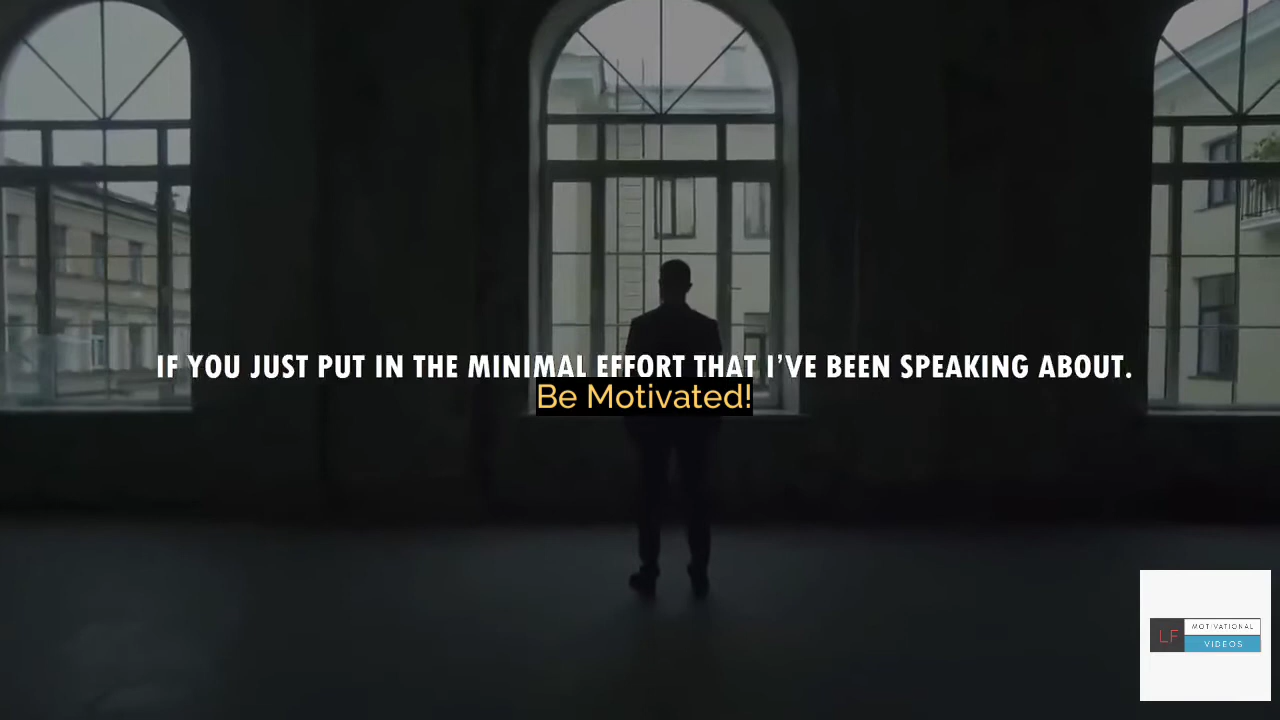 IF YOU JUST PUT IN THE MINIMAL EFFORT THAT I'VE BEEN SPEAKING ABOUT.
Be Motivated!
LF
MOTIVATIONAL
VIDEOS